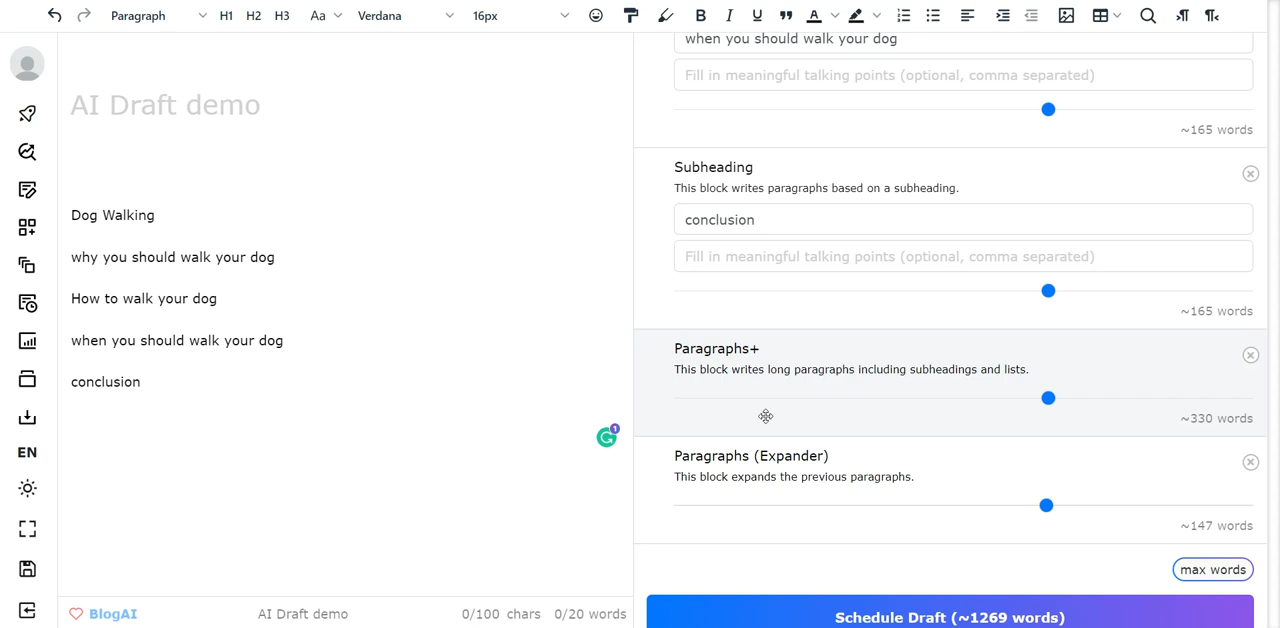 Paragraph H1 H2 H3 Aa Verdana 16px B I U A
AI Draft demo
Dog Walking
why you should walk your dog
How to walk your dog
when you should walk your dog
conclusion
1
EN
BlogAI AI Draft demo 0/100 chars 0/20 words
when you should walk your dog
Fill in meaningful talking points (optional, comma separated)
~165 words
Subheading
This block writes paragraphs based on a subheading.
conclusion
Fill in meaningful talking points (optional, comma separated)
~165 words
Paragraphs+
This block writes long paragraphs including subheadings and lists.
~330 words
Paragraphs (Expander)
This block expands the previous paragraphs.
~147 words
max words
Schedule Draft (~1269 words)